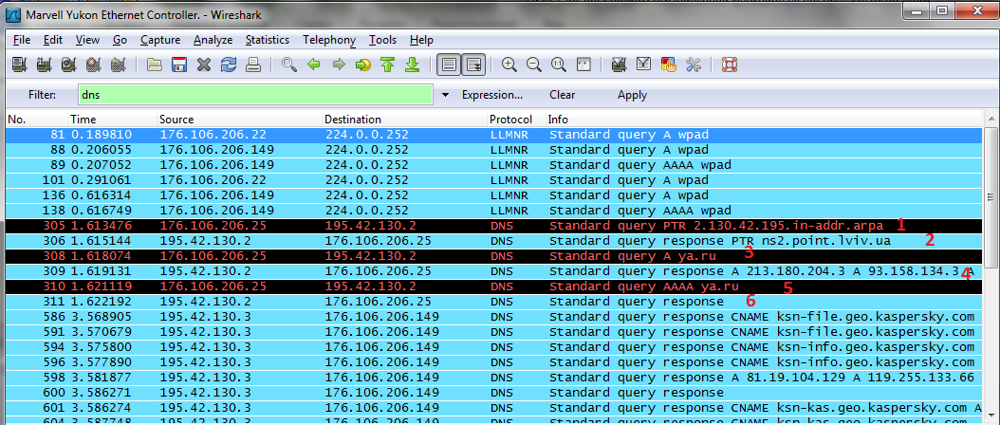 Marvell Yukon Ethernet Controller. - Wireshark
File Edit View Go Capture Analyze Statistics Telephony Tools Help
Filter: dns Expression... Clear Apply
No. Time Source Destination Protocol Info
81 0.189810 176.106.206.22 224.0.0.252 LLMNR Standard query A wpad
88 0.206055 176.106.206.149 224.0.0.252 LLMNR Standard query A wpad
89 0.207052 176.106.206.149 224.0.0.252 LLMNR Standard query AAAA wpad
101 0.291061 176.106.206.22 224.0.0.252 LLMNR Standard query A wpad
136 0.616314 176.106.206.149 224.0.0.252 LLMNR Standard query A wpad
138 0.616749 176.106.206.149 224.0.0.252 LLMNR Standard query AAAA wpad
305 1.613476 176.106.206.25 195.42.130.2 DNS Standard query PTR 2.130.42.195.in-addr.arpa 1
306 1.615144 195.42.130.2 176.106.206.25 DNS Standard query response PTR ns2.point.lviv.ua 2
308 1.618074 176.106.206.25 195.42.130.2 DNS Standard query A ya.ru 3
309 1.619131 195.42.130.2 176.106.206.25 DNS Standard query response A 213.180.204.3 A 93.158.134.3 A 4
310 1.621119 176.106.206.25 195.42.130.2 DNS Standard query AAAA ya.ru 5
311 1.622192 195.42.130.2 176.106.206.25 DNS Standard query response 6
586 3.568905 195.42.130.3 176.106.206.149 DNS Standard query response CNAME ksn-file.geo.kaspersky.com
591 3.570679 195.42.130.3 176.106.206.149 DNS Standard query response CNAME ksn-file.geo.kaspersky.com
594 3.575800 195.42.130.3 176.106.206.149 DNS Standard query response CNAME ksn-info.geo.kaspersky.com
596 3.577890 195.42.130.3 176.106.206.149 DNS Standard query response CNAME ksn-info.geo.kaspersky.com
598 3.581877 195.42.130.3 176.106.206.149 DNS Standard query response A 81.19.104.129 A 119.255.133.66
600 3.586271 195.42.130.3 176.106.206.149 DNS Standard query response
601 3.586274 195.42.130.3 176.106.206.149 DNS Standard query response CNAME ksn-kas.geo.kaspersky.com A
604 3.587748 195.42.130.3 176.106.206.149 DNS Standard query response CNAME ksn-kas.geo.kaspersky.com